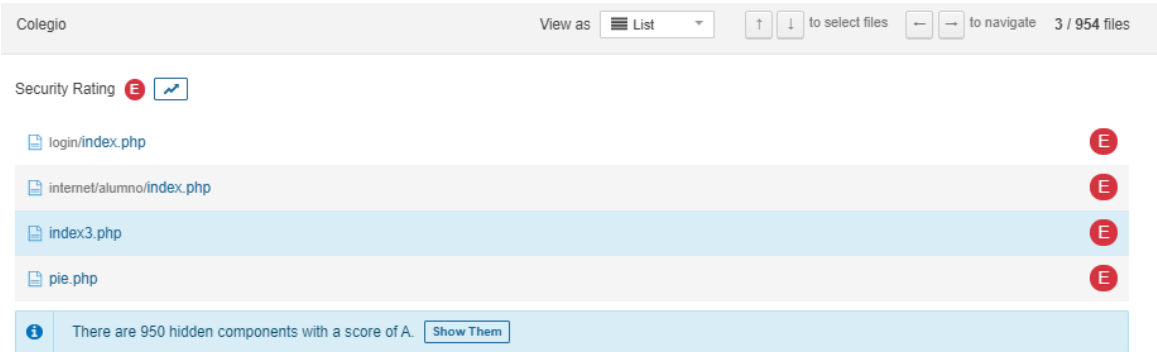 Colegio View as List ↑ ↓ to select files ← → to navigate 3 / 954 files
Security Rating E
login/index.php E
internet/alumno/index.php E
index3.php E
pie.php E
There are 950 hidden components with a score of A. Show Them